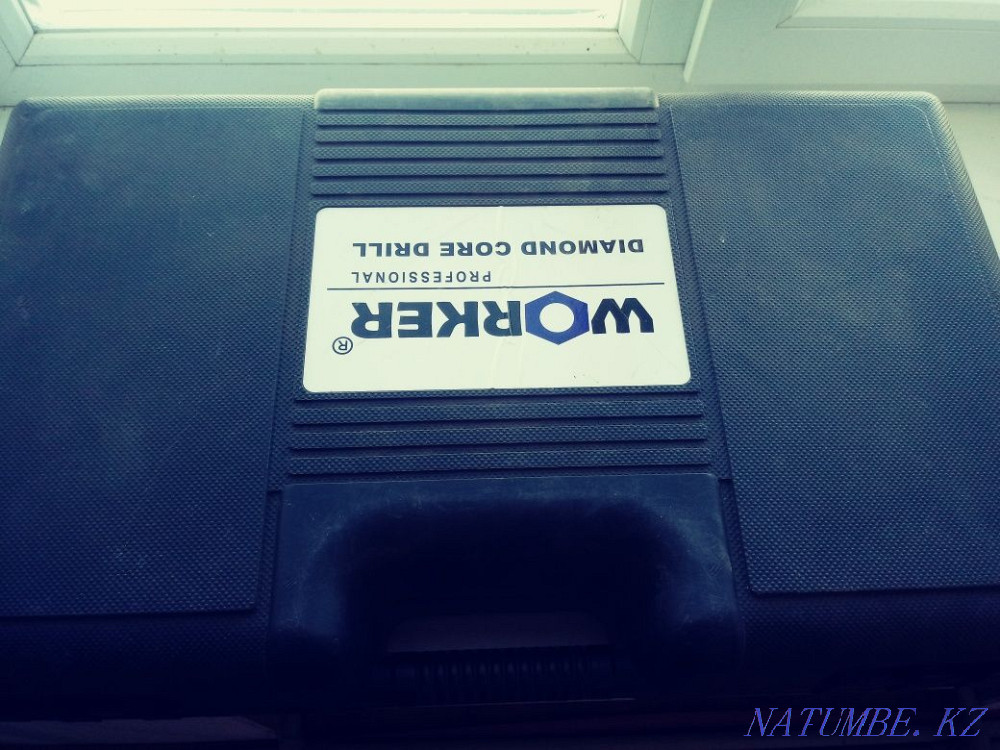 WORKER®
PROFESSIONAL
DIAMOND CORE DRILL
NATUMBE. KZ